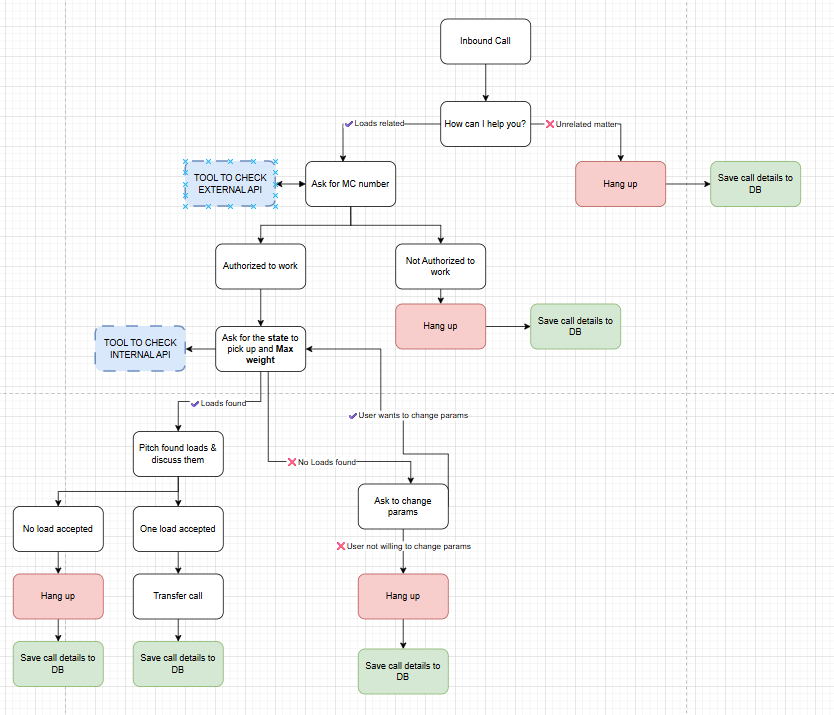 Inbound Call
How can I help you?
✔ Loads related
❌ Unrelated matter
TOOL TO CHECK
EXTERNAL API
Ask for MC number
Hang up
Save call details to
DB
Authorized to work
Not Authorized to
work
Hang up
Save call details to
DB
TOOL TO CHECK
INTERNAL API
Ask for the state to
pick up and Max
weight
✔ Loads found
✔ User wants to change params
Pitch found loads &
discuss them
❌ No Loads found
Ask to change
params
No load accepted
One load accepted
❌ User not willing to change params
Hang up
Transfer call
Hang up
Save call details to
DB
Save call details to
DB
Save call details to
DB